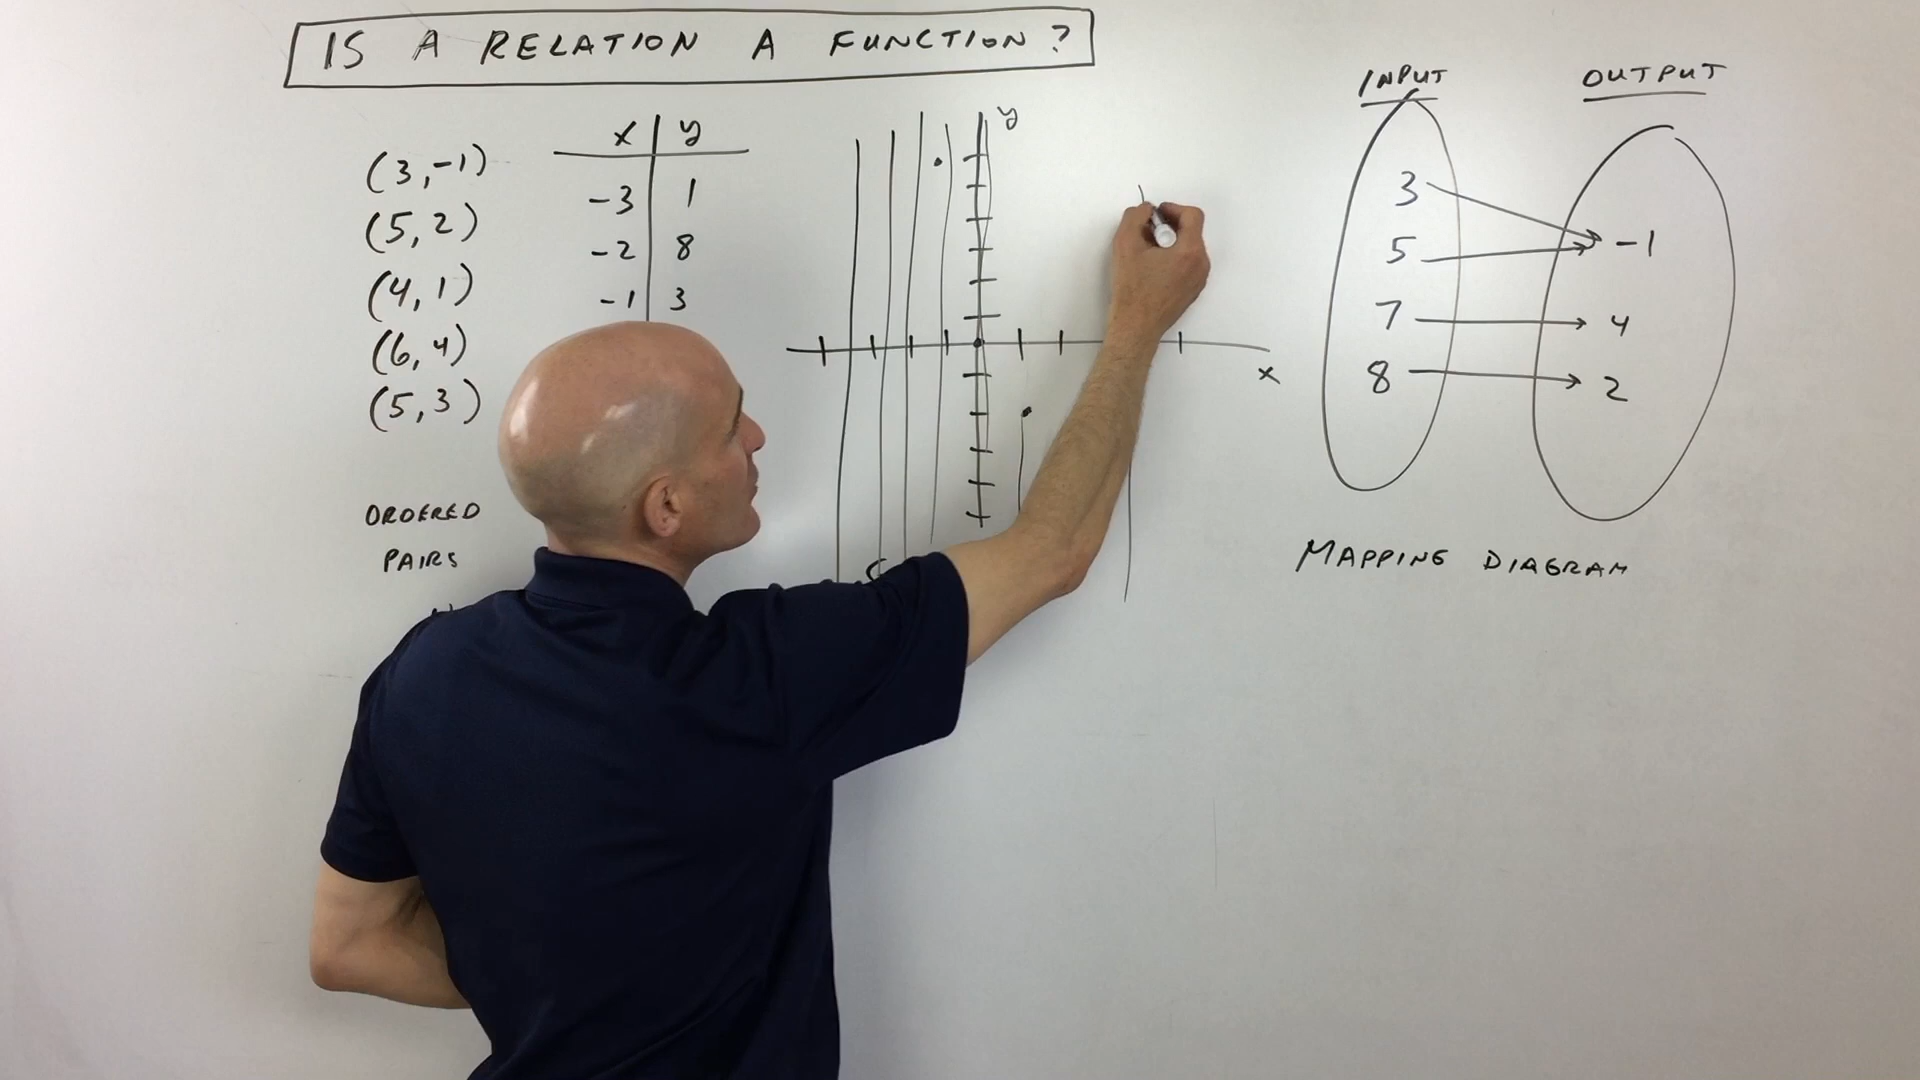 IS A RELATION A FUNCTION?
(3,-1)
(5,2)
(4,1)
(6,4)
(5,3)
ORDERED
PAIRS
x y
-3 1
-2 8
-1 3
y
x
INPUT OUTPUT
3
5
7
8
-1
4
2
MAPPING DIAGRAM